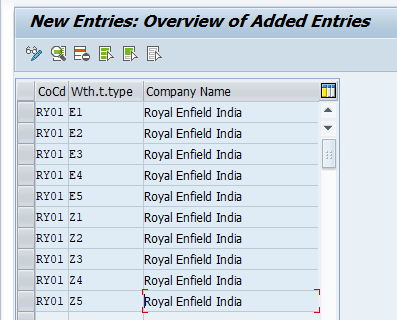 New Entries: Overview of Added Entries
CoCd Wth.t.type Company Name
RY01 E1 Royal Enfield India
RY01 E2 Royal Enfield India
RY01 E3 Royal Enfield India
RY01 E4 Royal Enfield India
RY01 E5 Royal Enfield India
RY01 Z1 Royal Enfield India
RY01 Z2 Royal Enfield India
RY01 Z3 Royal Enfield India
RY01 Z4 Royal Enfield India
RY01 Z5 Royal Enfield India